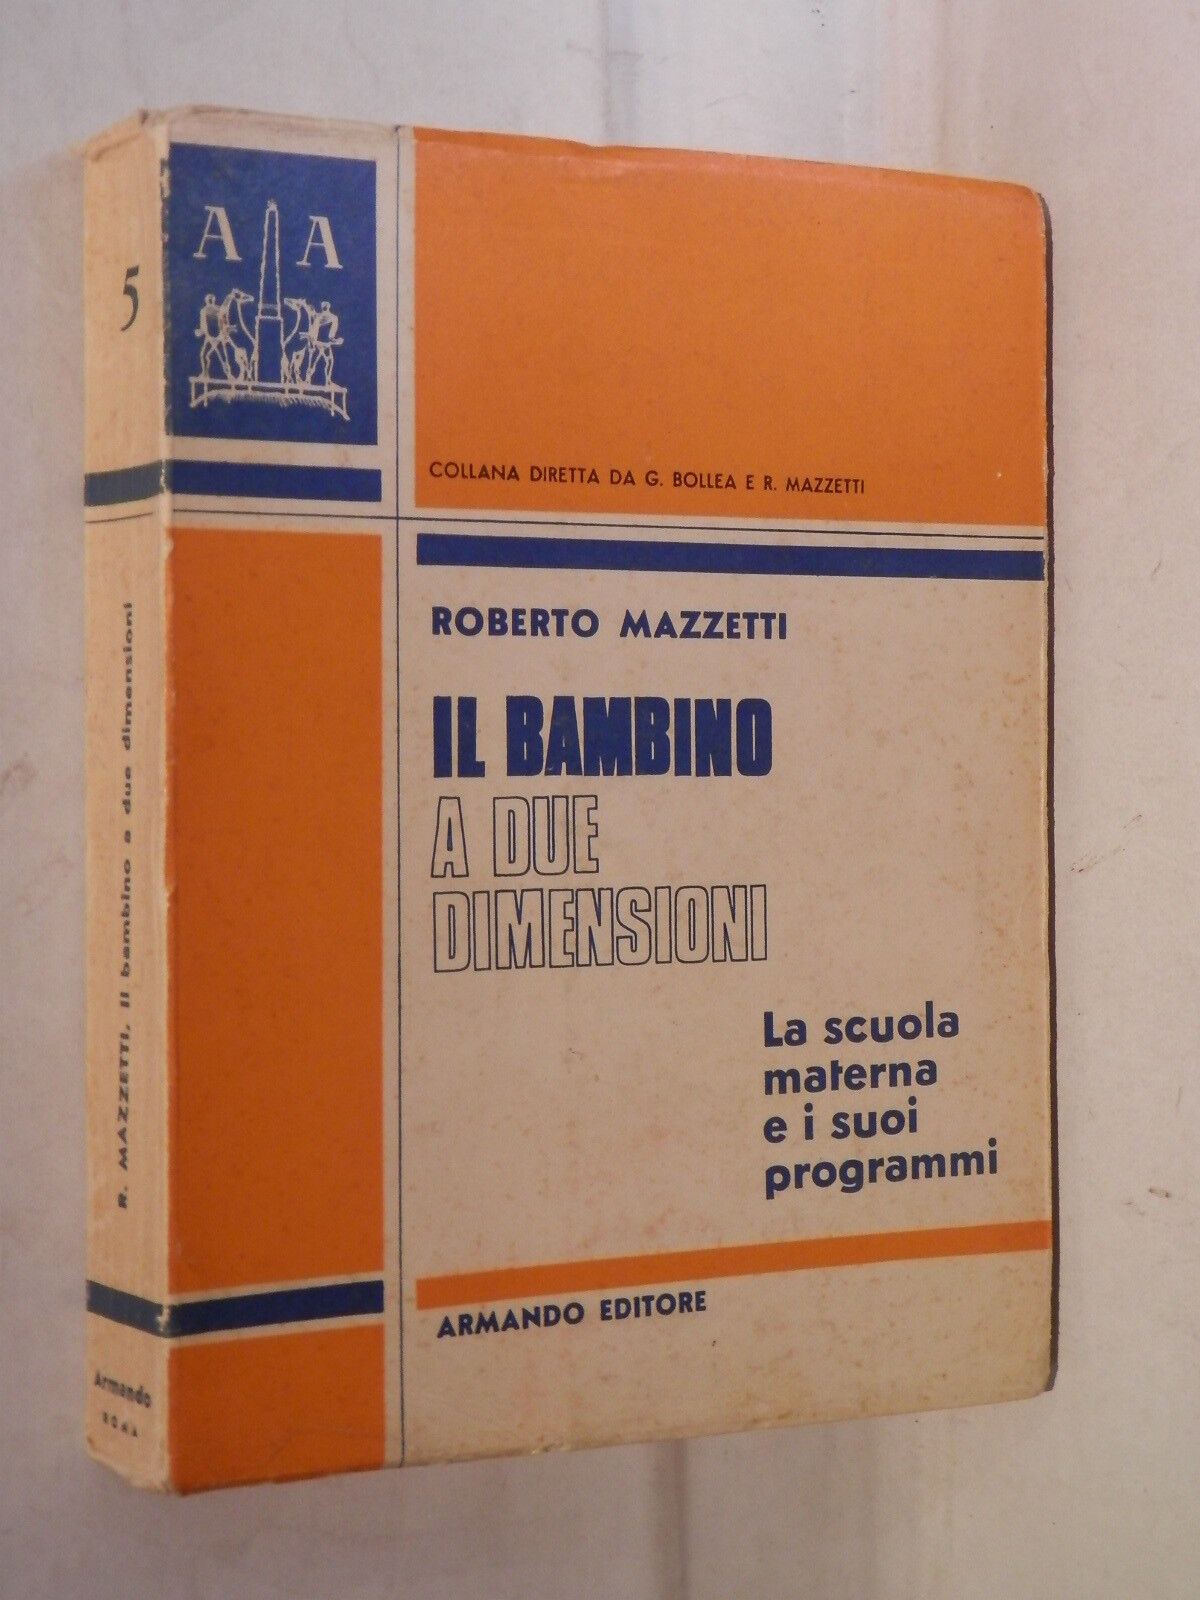 5
R. MAZZETTI, Il bambino a due dimensioni
Armando
ROMA
A A
COLLANA DIRETTA DA G. BOLLEA E R. MAZZETTI
ROBERTO MAZZETTI
IL BAMBINO
A DUE
DIMENSIONI
La scuola
materna
e i suoi
programmi
ARMANDO EDITORE